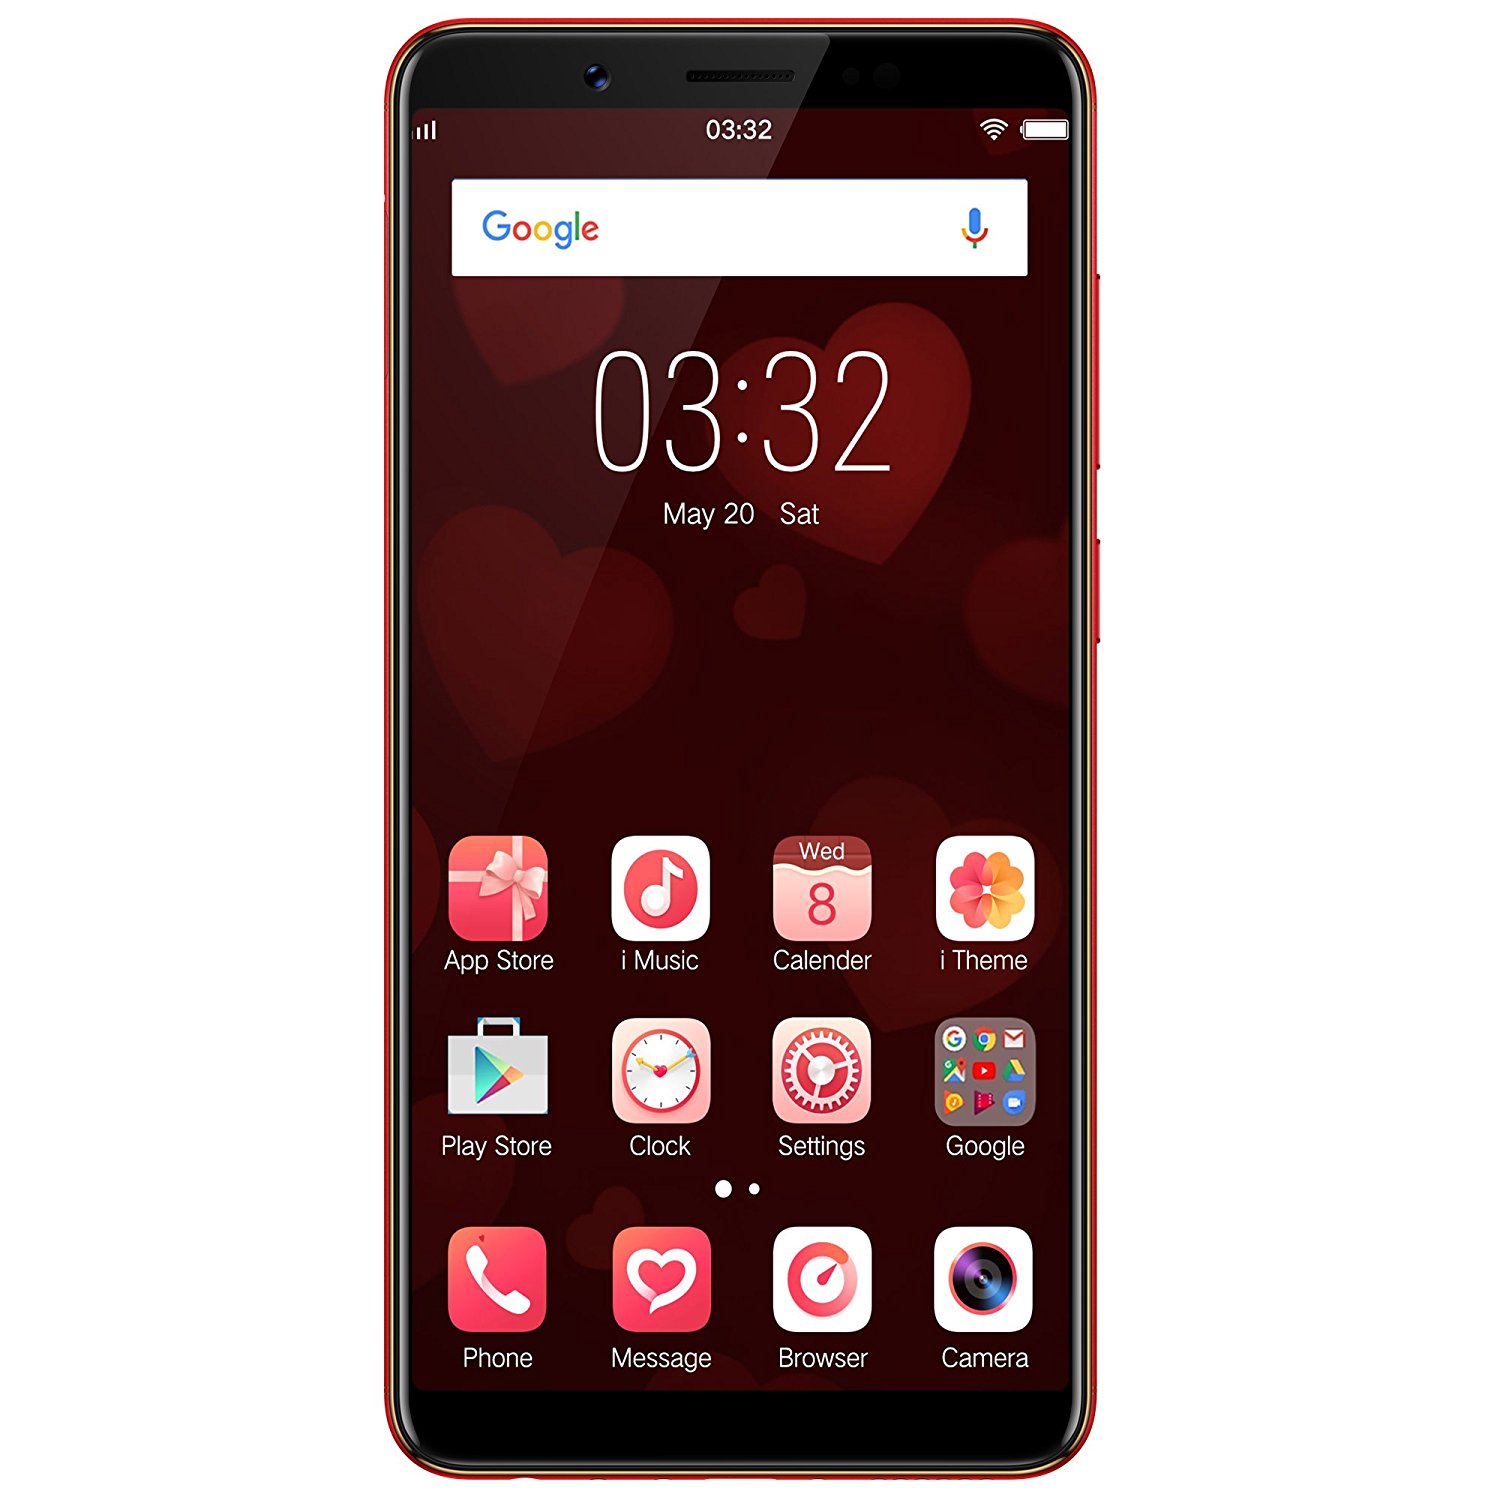 03:32
Google
03:32
May 20 Sat
Wed
8
App Store
i Music
Calender
i Theme
Play Store
Clock
Settings
Google
Phone
Message
Browser
Camera